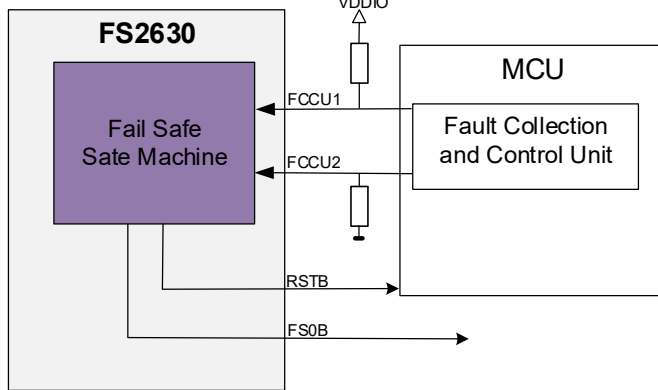 VDDIO
FS2630
MCU
FCCU1
Fail Safe
Sate Machine
Fault Collection
and Control Unit
FCCU2
RSTB
FS0B